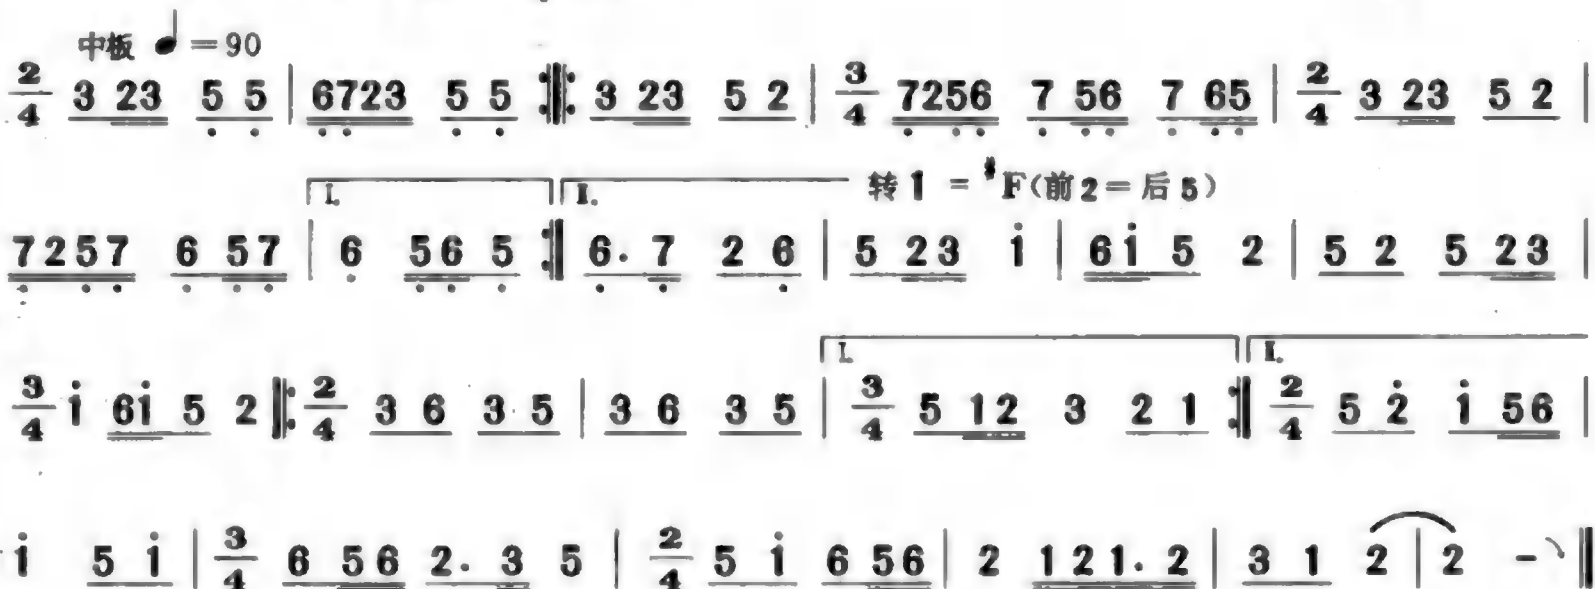 中板 ♩=90
2/4 3 23 5 5 | 6723 5 5 :‖: 3 23 5 2 | 3/4 7256 7 56 7 65 | 2/4 3 23 5 2 |
I. II. 转1=#F(前2=后5)
7257 6 57 | 6 56 5 :‖ 6. 7 2 6 | 5 23 i | 6i 5 2 | 5 2 5 23 |
I. II.
3/4 i 6i 5 2 ‖: 2/4 3 6 3 5 | 3 6 3 5 | 3/4 5 12 3 2 1 :‖ 2/4 5 2 i 56 |
i 5 i | 3/4 6 56 2. 3 5 | 2/4 5 i 6 56 | 2 121.2 | 3 1 2 | 2 - ‖